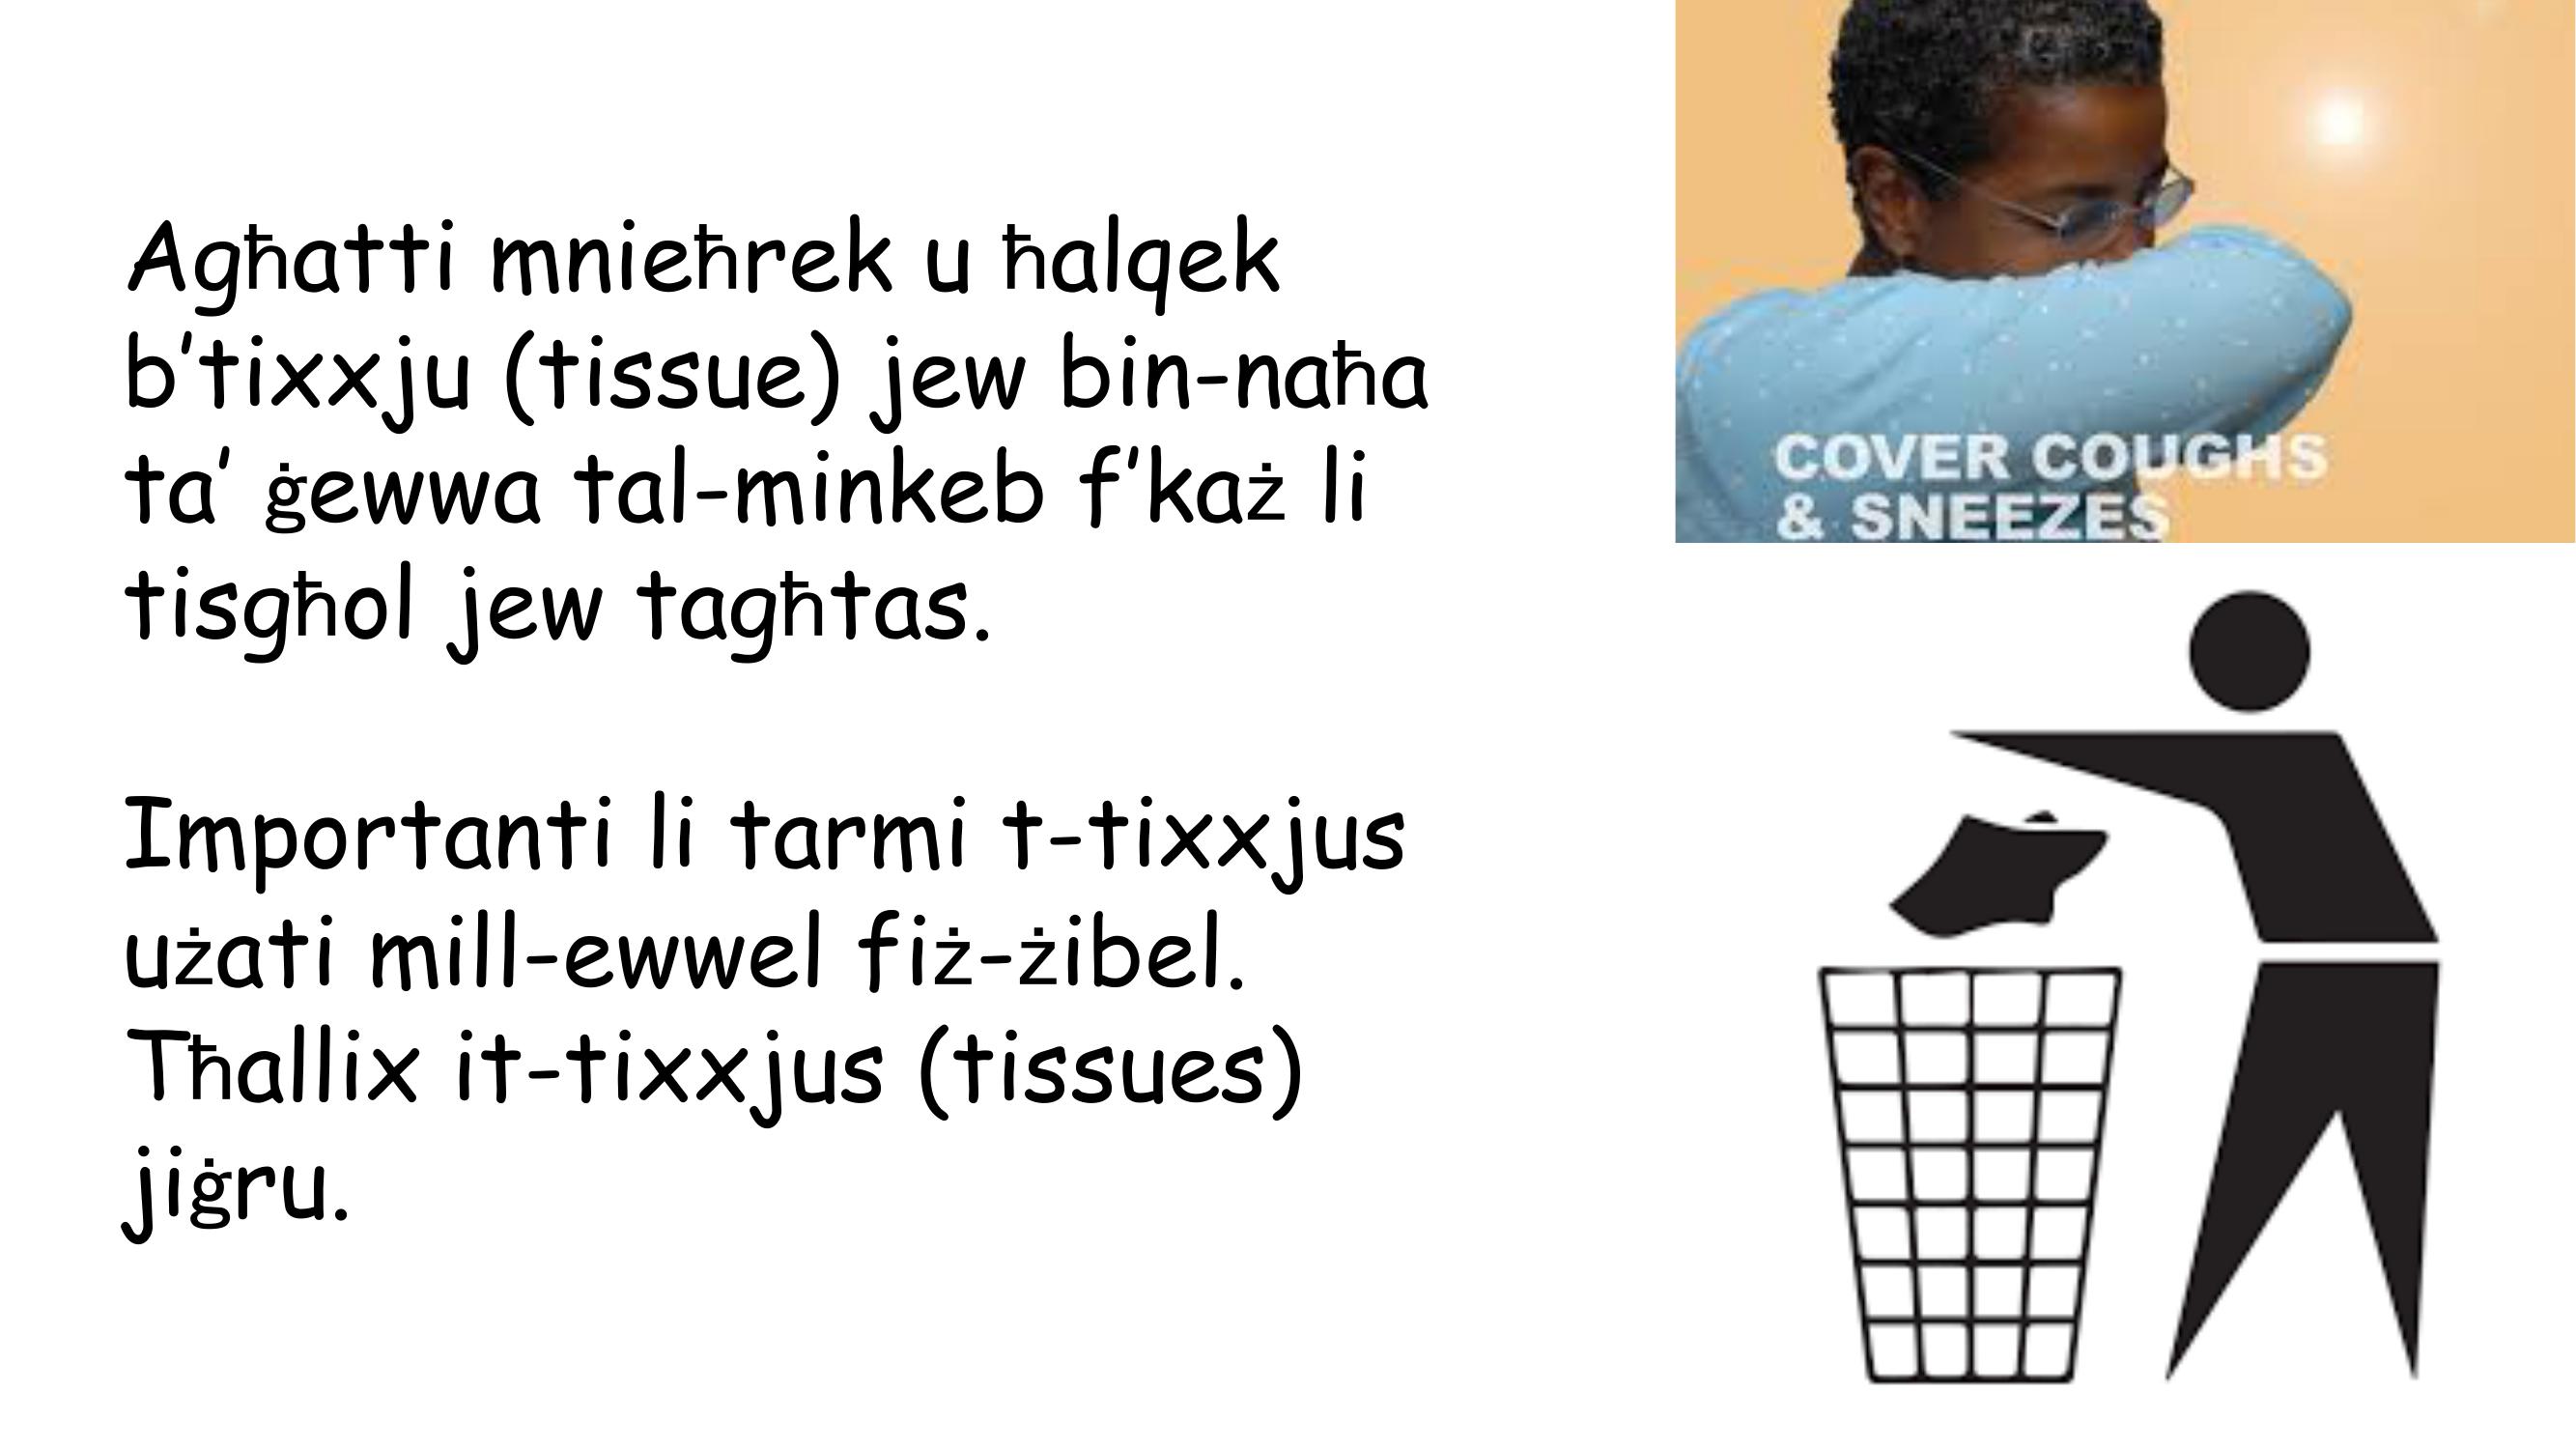 Agħatti mnieħrek u ħalqek
b’tixxju (tissue) jew bin-naħa
ta’ ġewwa tal-minkeb f’każ li
tisgħol jew tagħtas.
Importanti li tarmi t-tixxjus
użati mill-ewwel fiż-żibel.
Tħallix it-tixxjus (tissues)
jiġru.
COVER COUGHS
& SNEEZES